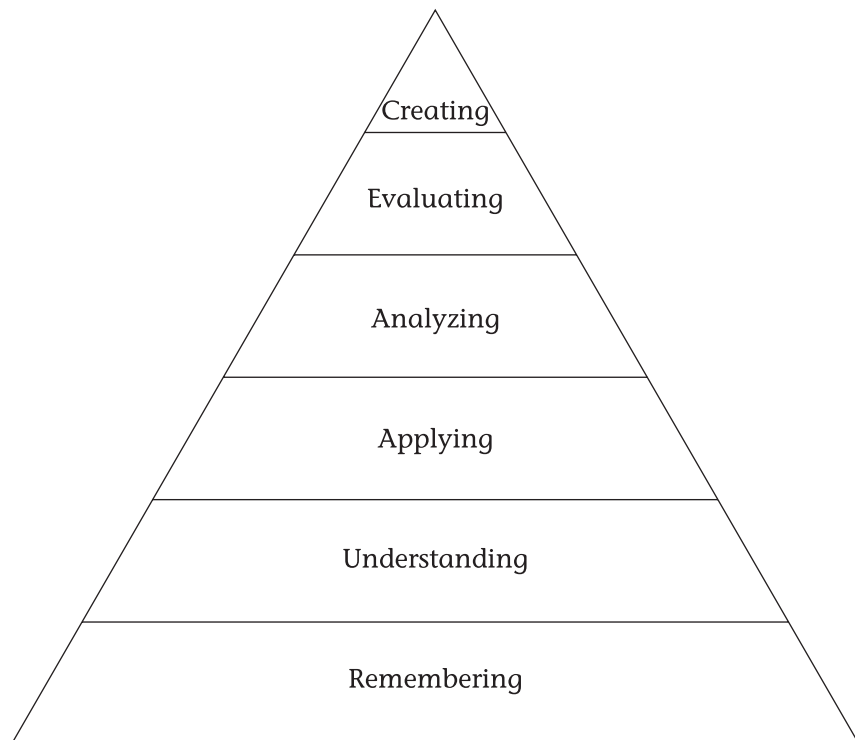 Creating
Evaluating
Analyzing
Applying
Understanding
Remembering